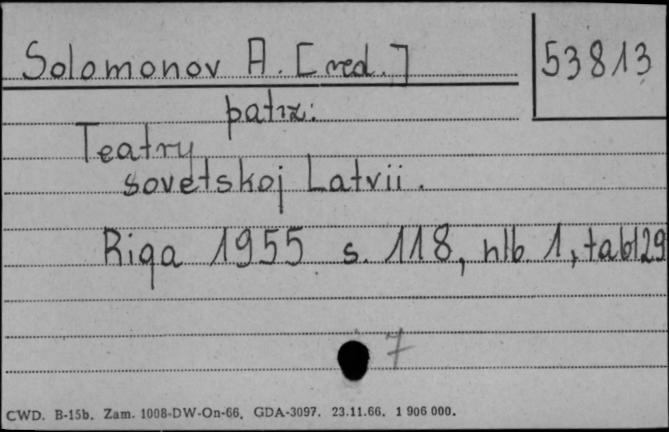 Solomonov A. [red.]
53813
patrz:
Teatry
sovetskoj Latvii.
Riga 1955 s. 118, nlb 1, tabl 29
7
CWD. B-15b. Zam. 1008-DW-On-66. GDA-3097. 23.11.66. 1 906 000.